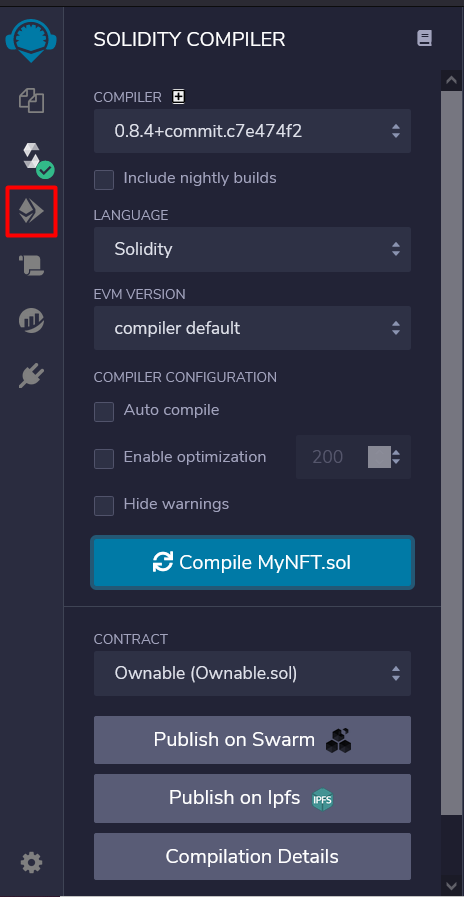 SOLIDITY COMPILER
COMPILER
0.8.4+commit.c7e474f2
Include nightly builds
LANGUAGE
Solidity
EVM VERSION
compiler default
COMPILER CONFIGURATION
Auto compile
Enable optimization 200
Hide warnings
Compile MyNFT.sol
CONTRACT
Ownable (Ownable.sol)
Publish on Swarm
Publish on Ipfs IPFS
Compilation Details